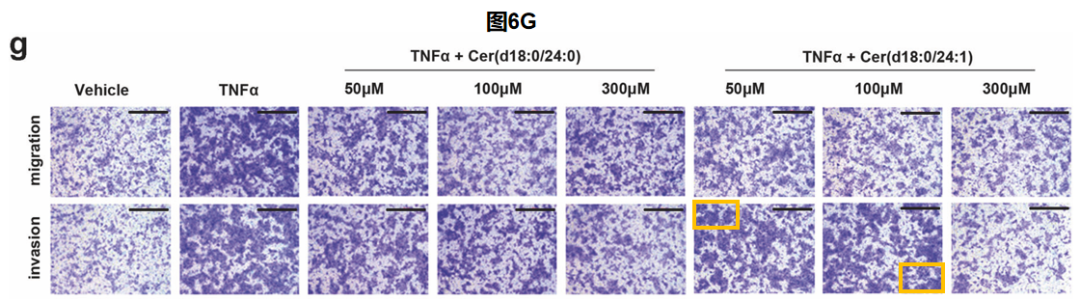 图6G
g
TNFα + Cer(d18:0/24:0)
TNFα + Cer(d18:0/24:1)
Vehicle
TNFα
50μM
100μM
300μM
50μM
100μM
300μM
migration
invasion